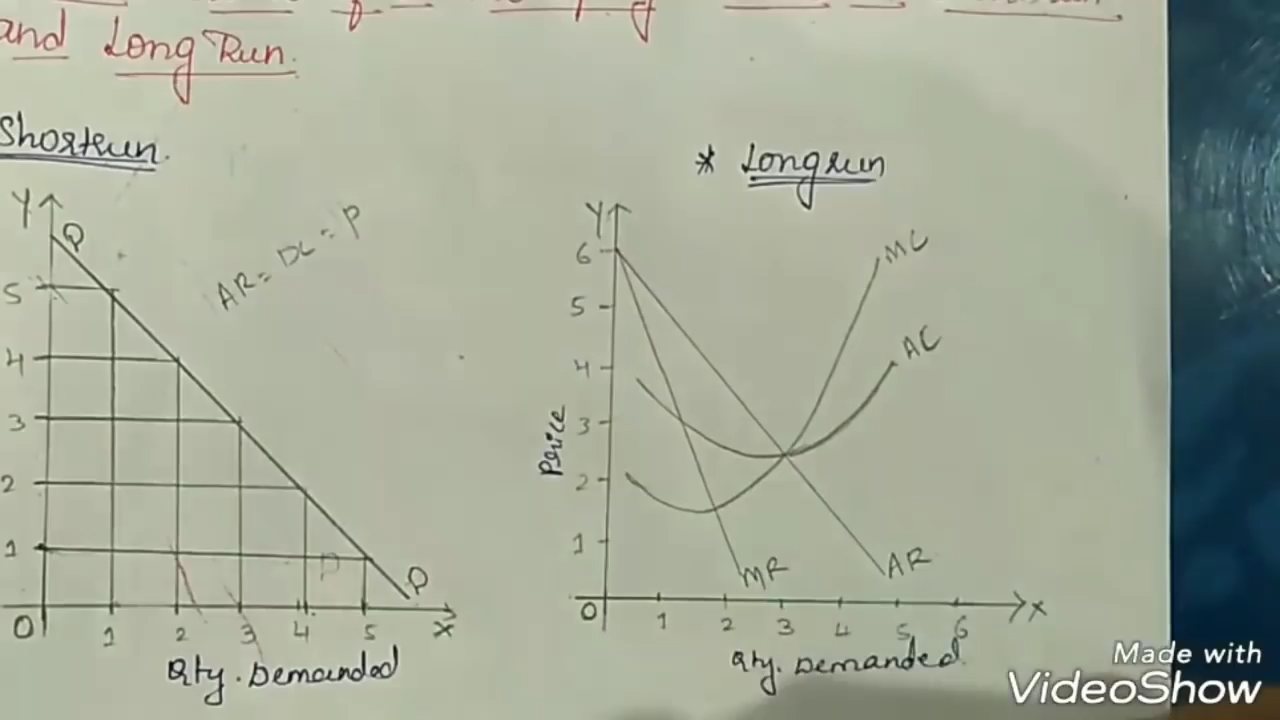 and Long Run.
Shortrun.
Y
D
AR = DC = P
5
4
3
2
1
D
P
0
1
2
3
4
5
X
Qty. Demanded
* Longrun
Y
6
5
4
3
2
1
Price
MC
AC
MR
AR
0
1
2
3
4
5
6
X
Qty. Demanded
Made with
VideoShow